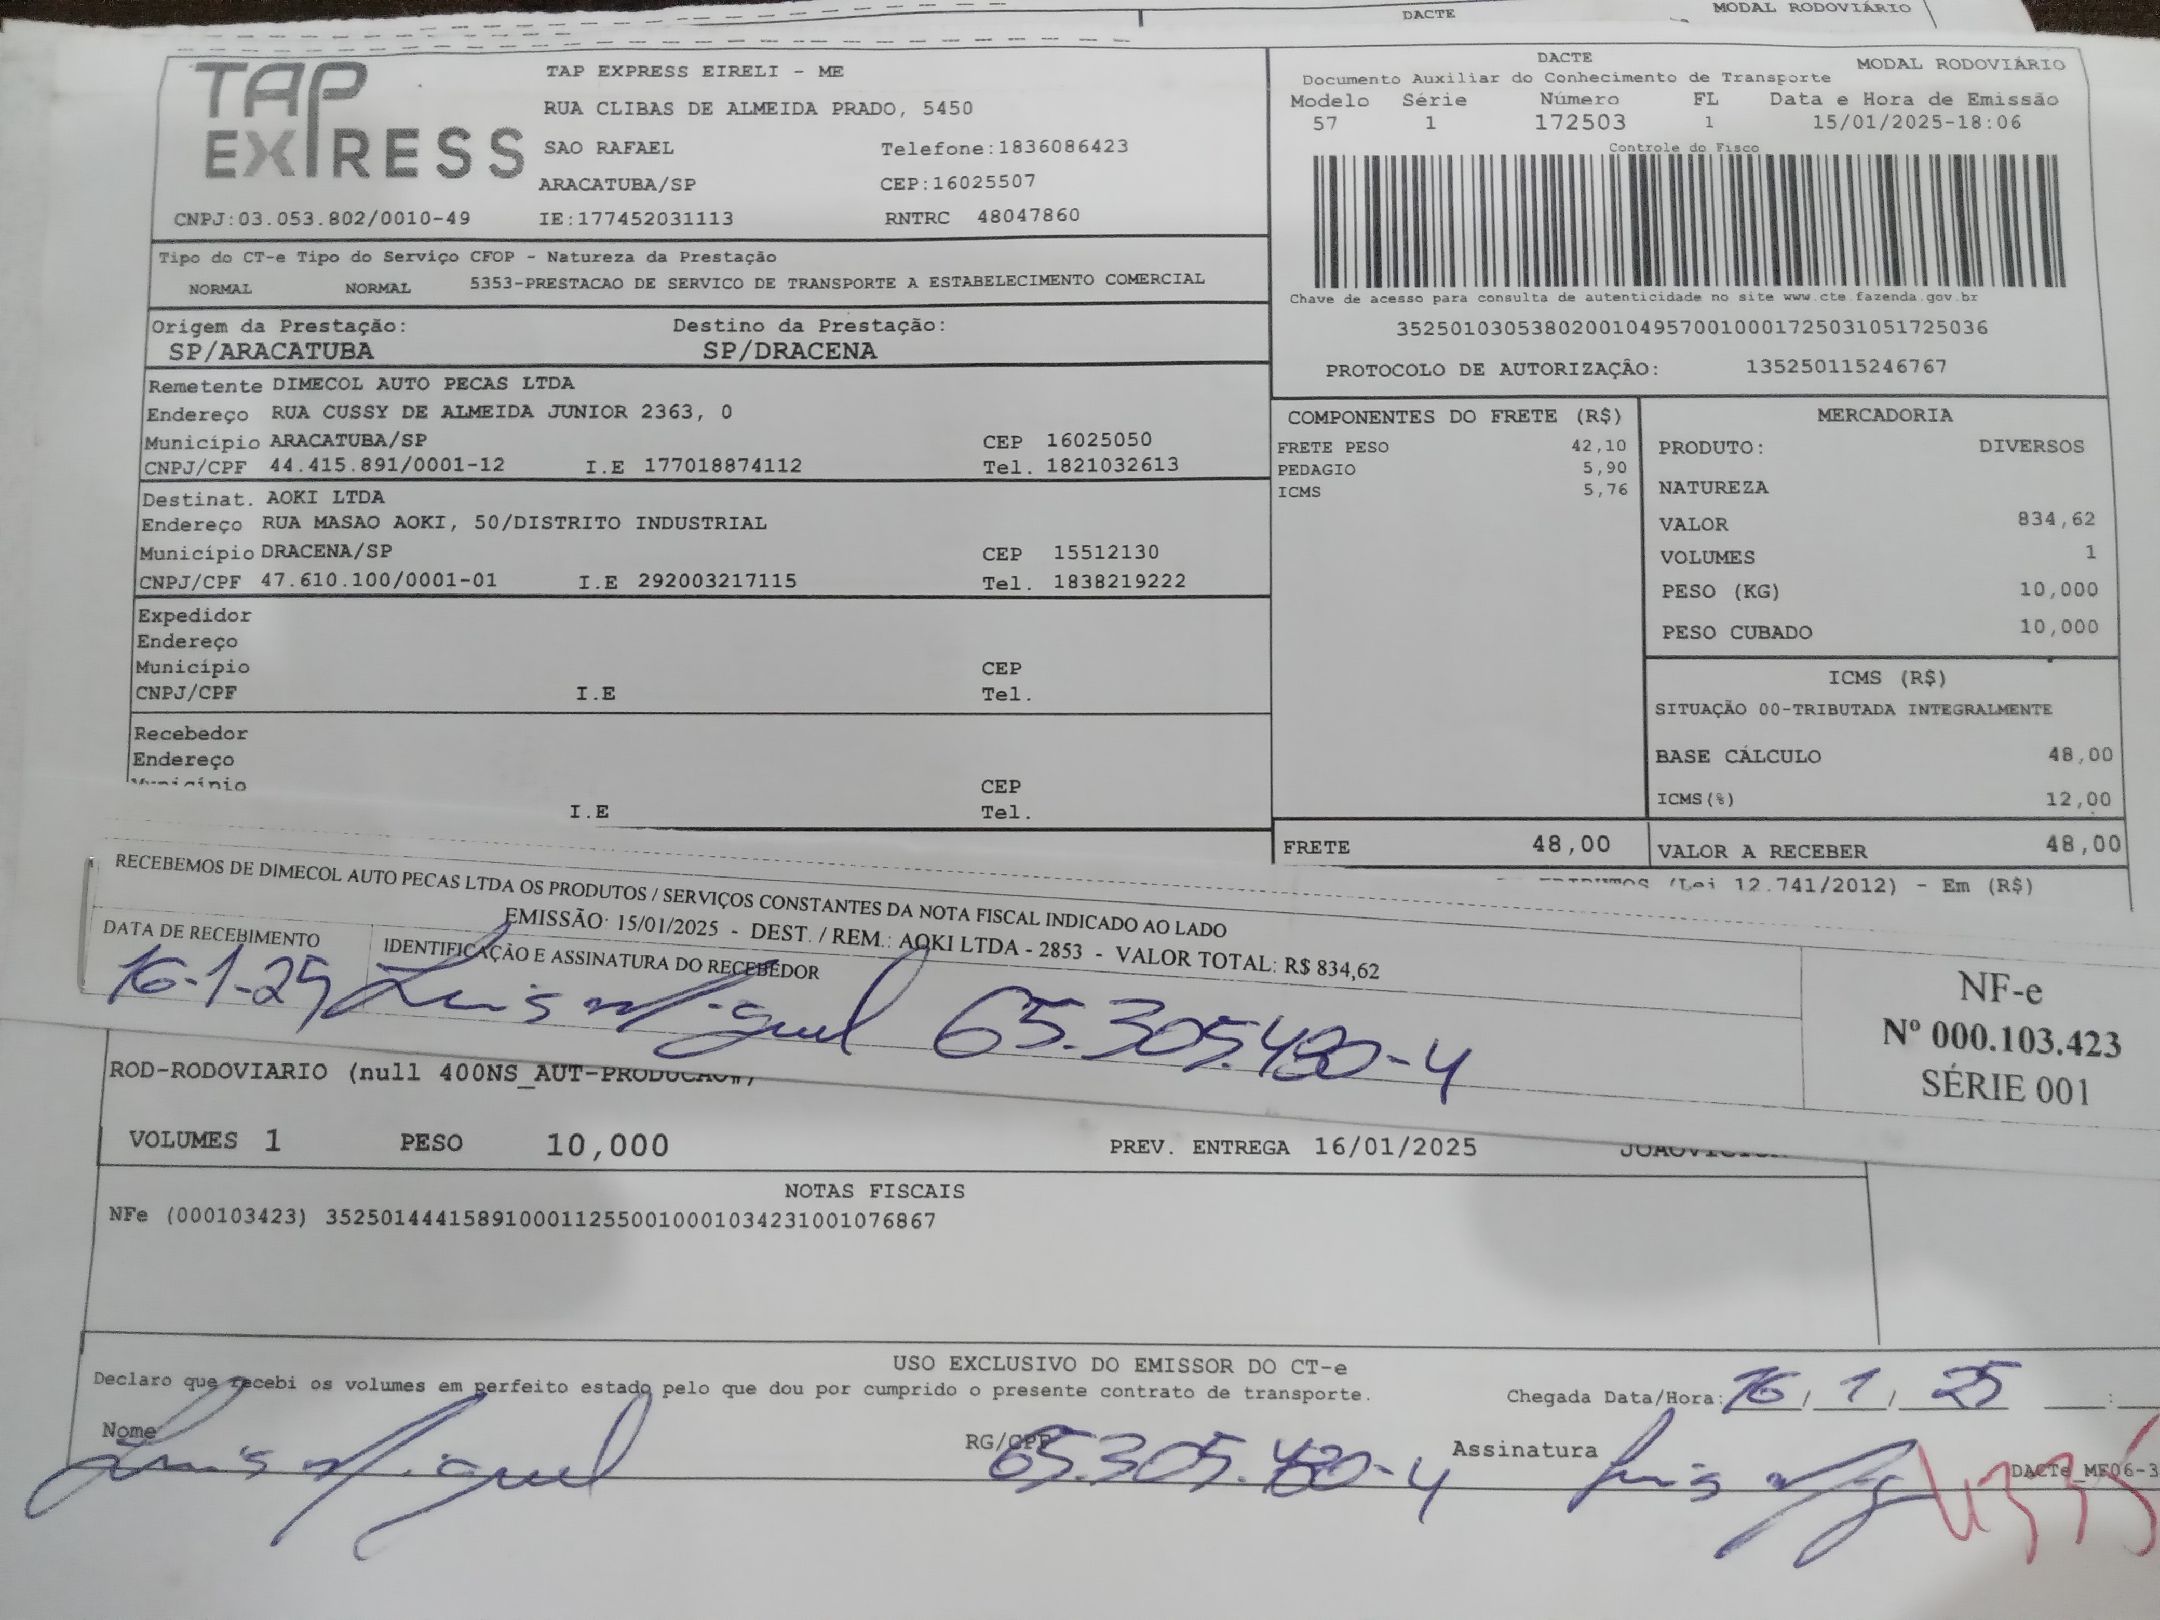 DACTE
MODAL RODOVIÁRIO
TAP EXPRESS
TAP EXPRESS EIRELI - ME
RUA CLIBAS DE ALMEIDA PRADO, 5450
SAO RAFAEL Telefone:1836086423
ARACATUBA/SP CEP:16025507
CNPJ:03.053.802/0010-49 IE:177452031113 RNTRC 48047860
DACTE MODAL RODOVIÁRIO
Documento Auxiliar do Conhecimento de Transporte
Modelo Série Número FL Data e Hora de Emissão
57 1 172503 1 15/01/2025-18:06
Controle do Fisco
Chave de acesso para consulta de autenticidade no site www.cte.fazenda.gov.br
35250103053802001049570010001725031051725036
PROTOCOLO DE AUTORIZAÇÃO: 135250115246767
Tipo do CT-e Tipo do Serviço CFOP - Natureza da Prestação
NORMAL NORMAL 5353-PRESTACAO DE SERVICO DE TRANSPORTE A ESTABELECIMENTO COMERCIAL
Origem da Prestação: Destino da Prestação:
SP/ARACATUBA SP/DRACENA
Remetente DIMECOL AUTO PECAS LTDA
Endereço RUA CUSSY DE ALMEIDA JUNIOR 2363, 0
Município ARACATUBA/SP CEP 16025050
CNPJ/CPF 44.415.891/0001-12 I.E 177018874112 Tel. 1821032613
Destinat. AOKI LTDA
Endereço RUA MASAO AOKI, 50/DISTRITO INDUSTRIAL
Município DRACENA/SP CEP 15512130
CNPJ/CPF 47.610.100/0001-01 I.E 292003217115 Tel. 1838219222
Expedidor
Endereço
Município CEP
CNPJ/CPF I.E Tel.
Recebedor
Endereço
Município CEP
I.E Tel.
COMPONENTES DO FRETE (R$)
FRETE PESO 42,10
PEDAGIO 5,90
ICMS 5,76
FRETE 48,00
MERCADORIA
PRODUTO: DIVERSOS
NATUREZA
VALOR 834,62
VOLUMES 1
PESO (KG) 10,000
PESO CUBADO 10,000
ICMS (R$)
SITUAÇÃO 00-TRIBUTADA INTEGRALMENTE
BASE CÁLCULO 48,00
ICMS(%) 12,00
VALOR A RECEBER 48,00
(Lei 12.741/2012) - Em (R$)
RECEBEMOS DE DIMECOL AUTO PECAS LTDA OS PRODUTOS / SERVIÇOS CONSTANTES DA NOTA FISCAL INDICADO AO LADO
EMISSÃO: 15/01/2025 - DEST. / REM.: AOKI LTDA - 2853 - VALOR TOTAL: R$ 834,62
DATA DE RECEBIMENTO IDENTIFICAÇÃO E ASSINATURA DO RECEBEDOR
16-1-25 Luis Miguel 65.305.480-4
NF-e
Nº 000.103.423
SÉRIE 001
ROD-RODOVIARIO (null 400NS_AUT-PRODUCAO#)
VOLUMES 1 PESO 10,000 PREV. ENTREGA 16/01/2025
NOTAS FISCAIS
NFe (000103423) 35250144415891000112550010001034231001076867
USO EXCLUSIVO DO EMISSOR DO CT-e
Declaro que recebi os volumes em perfeito estado pelo que dou por cumprido o presente contrato de transporte. Chegada Data/Hora: 16/1/25 :
Nome Luis Miguel RG/CPF 65.305.480-4 Assinatura Luis Mig
DACTe_MF06-3